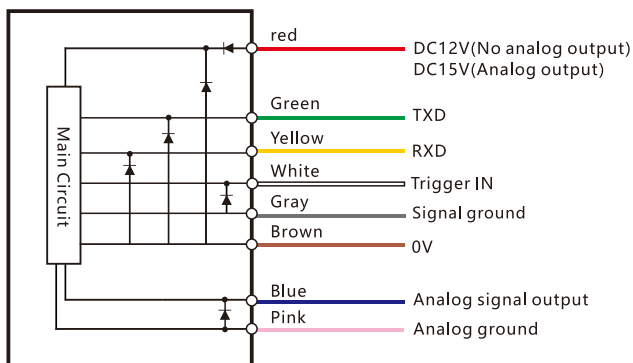 red
DC12V(No analog output)
DC15V(Analog output)
Green
TXD
Yellow
RXD
White
Trigger IN
Gray
Signal ground
Brown
0V
Main Circuit
Blue
Analog signal output
Pink
Analog ground